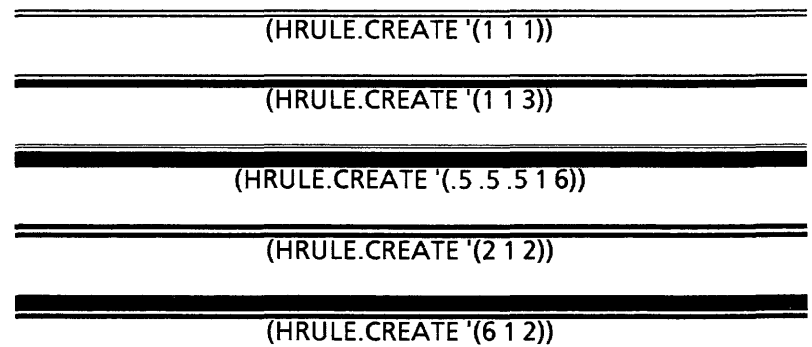 (HRULE.CREATE '(1 1 1))
(HRULE.CREATE '(1 1 3))
(HRULE.CREATE '(.5 .5 .5 1 6))
(HRULE.CREATE '(2 1 2))
(HRULE.CREATE '(6 1 2))